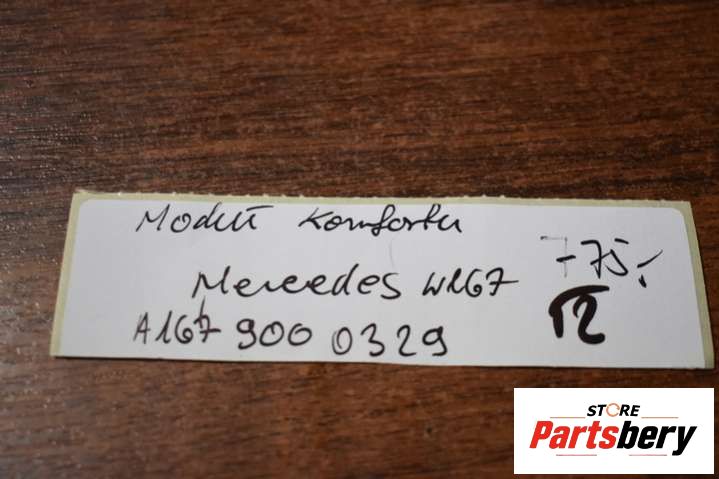 Moduł Komfortu
Mercedes W167
A167 900 0329
-75,-
STORE
Partsbery